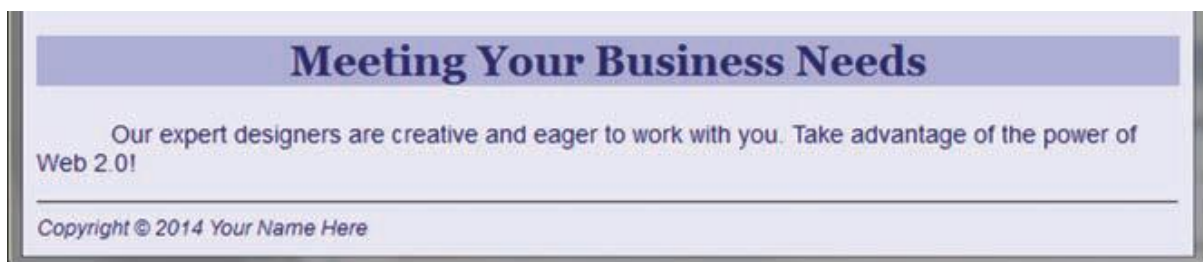 Meeting Your Business Needs
Our expert designers are creative and eager to work with you. Take advantage of the power of
Web 2.0!
Copyright © 2014 Your Name Here